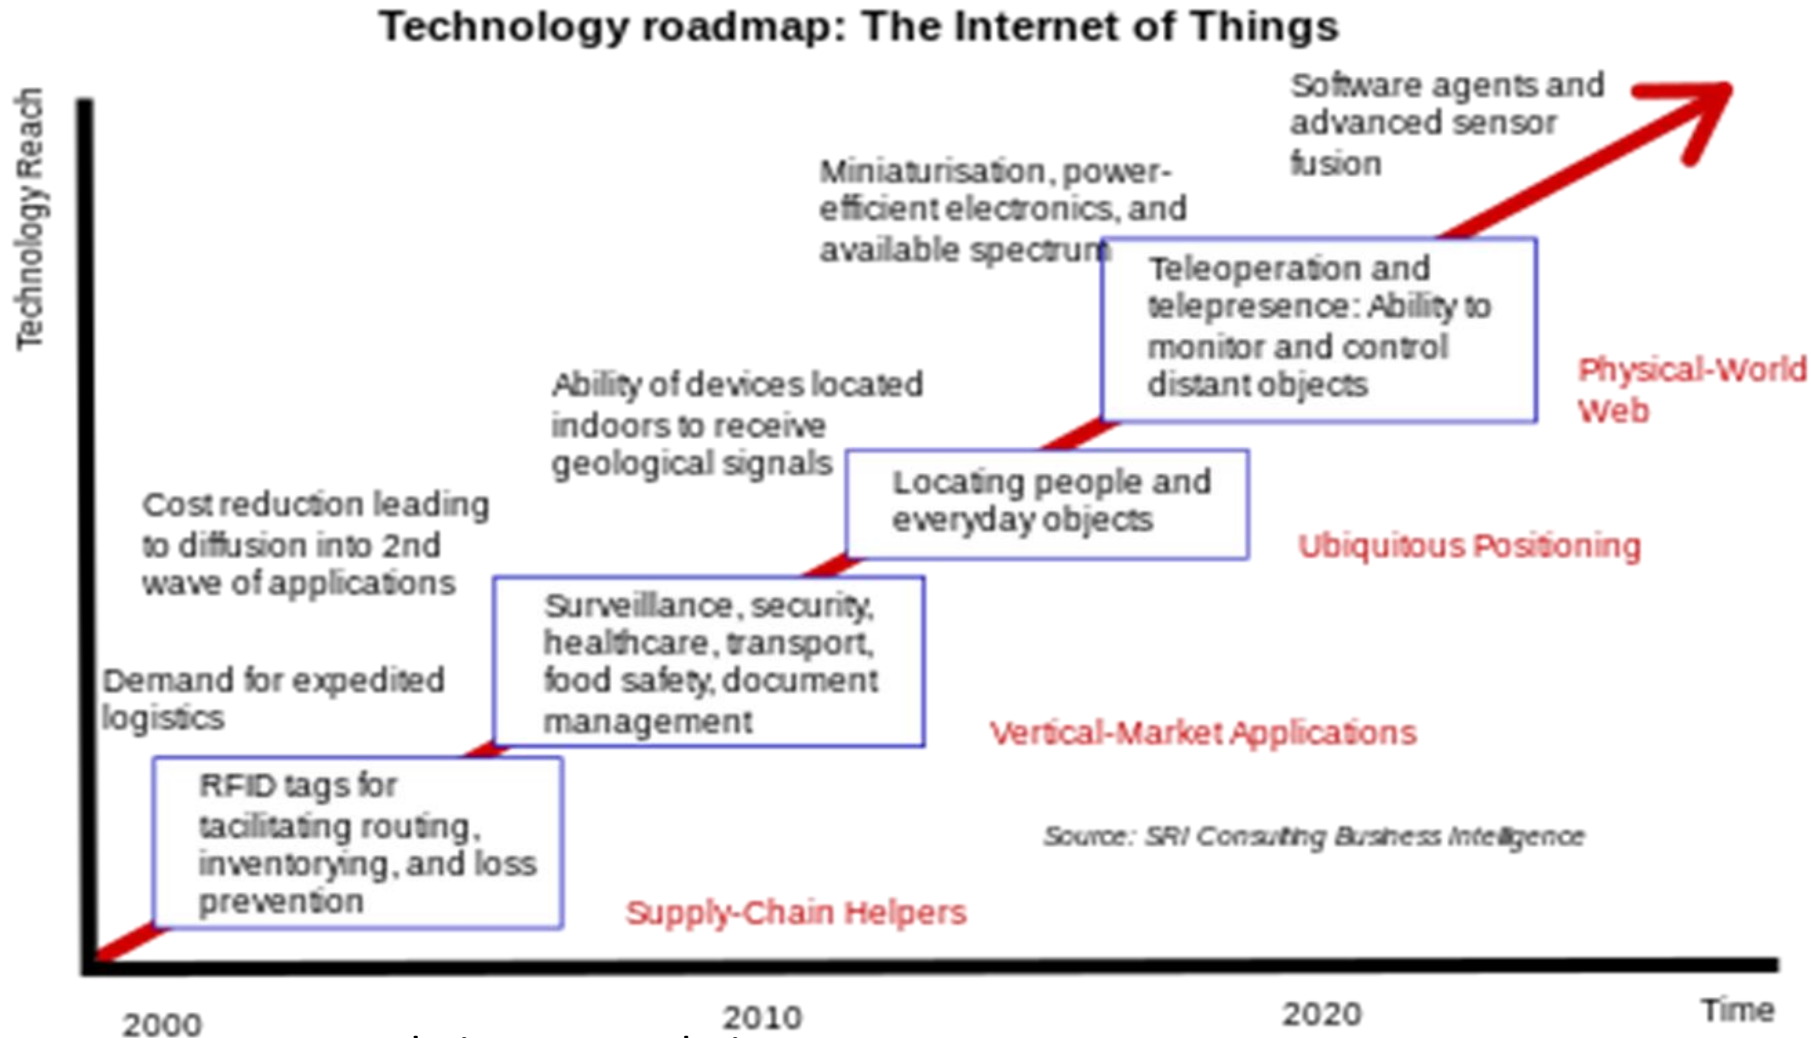 Technology roadmap: The Internet of Things
Technology Reach
Software agents and
advanced sensor
fusion
Miniaturisation, power-
efficient electronics, and
available spectrum
Teleoperation and
telepresence: Ability to
monitor and control
distant objects
Physical-World
Web
Ability of devices located
indoors to receive
geological signals
Locating people and
everyday objects
Ubiquitous Positioning
Cost reduction leading
to diffusion into 2nd
wave of applications
Surveillance, security,
healthcare, transport,
food safety, document
management
Vertical-Market Applications
Demand for expedited
logistics
RFID tags for
tacilitating routing,
inventorying, and loss
prevention
Supply-Chain Helpers
Source: SRI Consulting Business Intelligence
2000
2010
2020
Time